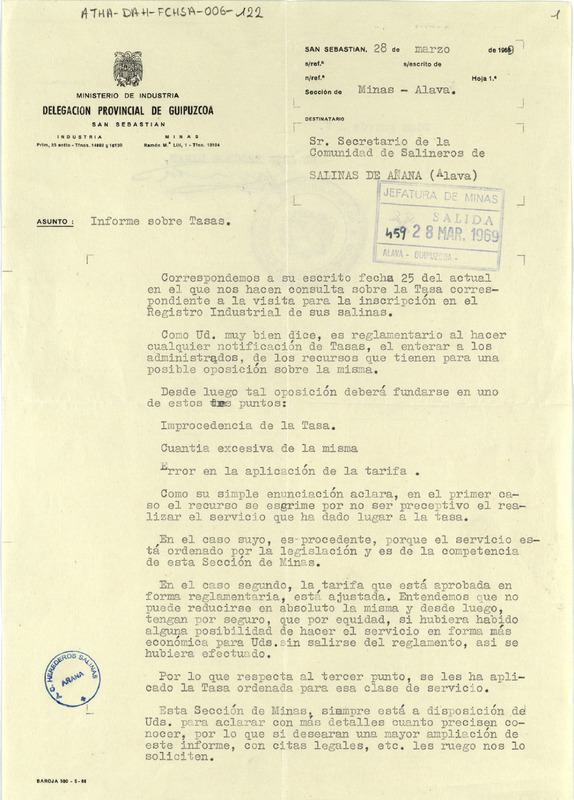 ATHA-DAH-FCHSA-006-122
1
MINISTERIO DE INDUSTRIA
DELEGACION PROVINCIAL DE GUIPUZCOA
SAN SEBASTIAN
INDUSTRIA
MINAS
Prim, 35 entlo - Tfnos. 14882 y 16130
Ramón M.ª Lili, 1 - Tfno. 13104
SAN SEBASTIAN, 28 de marzo de 1969
s/ref.ª s/escrito de
n/ref.ª Hoja 1.ª
Sección de Minas - Alava.
DESTINATARIO
Sr. Secretario de la
Comunidad de Salineros de
SALINAS DE AÑANA (Alava)
JEFATURA DE MINAS
SALIDA
459 28 MAR. 1969
ALAVA - GUIPUZCOA -
ASUNTO: Informe sobre Tasas.
Correspondemos a su escrito fecha 25 del actual
en el que nos hacen consulta sobre la Tasa corres-
pondiente a la visita para la inscripción en el
Registro Industrial de sus salinas.
Como Ud. muy bien dice, es reglamentario al hacer
cualquier notificación de Tasas, el enterar a los
administrados, de los recursos que tienen para una
posible oposición sobre la misma.
Desde luego tal oposición deberá fundarse en uno
de estos tres puntos:
Improcedencia de la Tasa.
Cuantia excesiva de la misma
Error en la aplicación de la tarifa .
Como su simple enunciación aclara, en el primer ca-
so el recurso se esgrime por no ser preceptivo el rea-
lizar el servicio que ha dado lugar a la tasa.
En el caso suyo, es procedente, porque el servicio es-
tá ordenado por la legislación y es de la competencia
de esta Sección de Minas.
En el caso segundo, la tarifa que está aprobada en
forma reglamentaria, está ajustada. Entendemos que no
puede reducirse en absoluto la misma y desde luego,
tengan por seguro, que por equidad, si hubiera habido
alguna posibilidad de hacer el servicio en forma más
económica para Uds.sin salirse del reglamento, asi se
hubiera efectuado.
Por lo que respecta al tercer punto, se les ha apli-
cado la Tasa ordenada para esa clase de servicio.
Esta Sección de Minas, siempre está a disposición de
Uds. para aclarar con más detalles cuanto precisen co-
nocer, por lo que si desearan una mayor ampliación de
este informe, con citas legales, etc. les ruego nos lo
soliciten.
HEREDEROS SALINAS
AÑANA
BAROJA 500 - 5-68